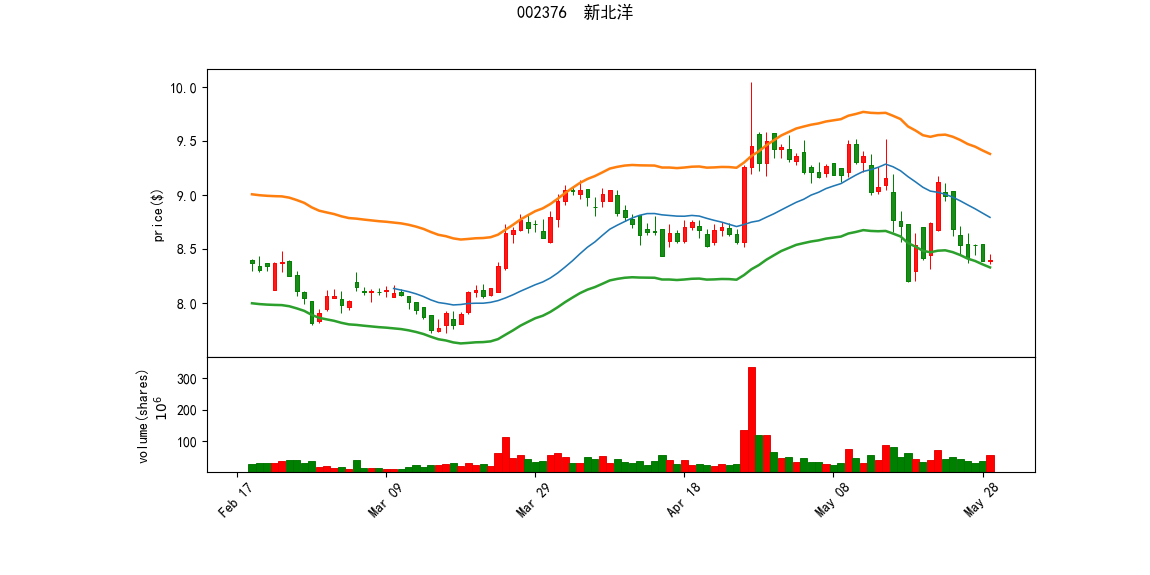 002376  新北洋
price($)
10.0
9.5
9.0
8.5
8.0
volume(shares)
10^6
300
200
100
Feb 17
Mar 09
Mar 29
Apr 18
May 08
May 28